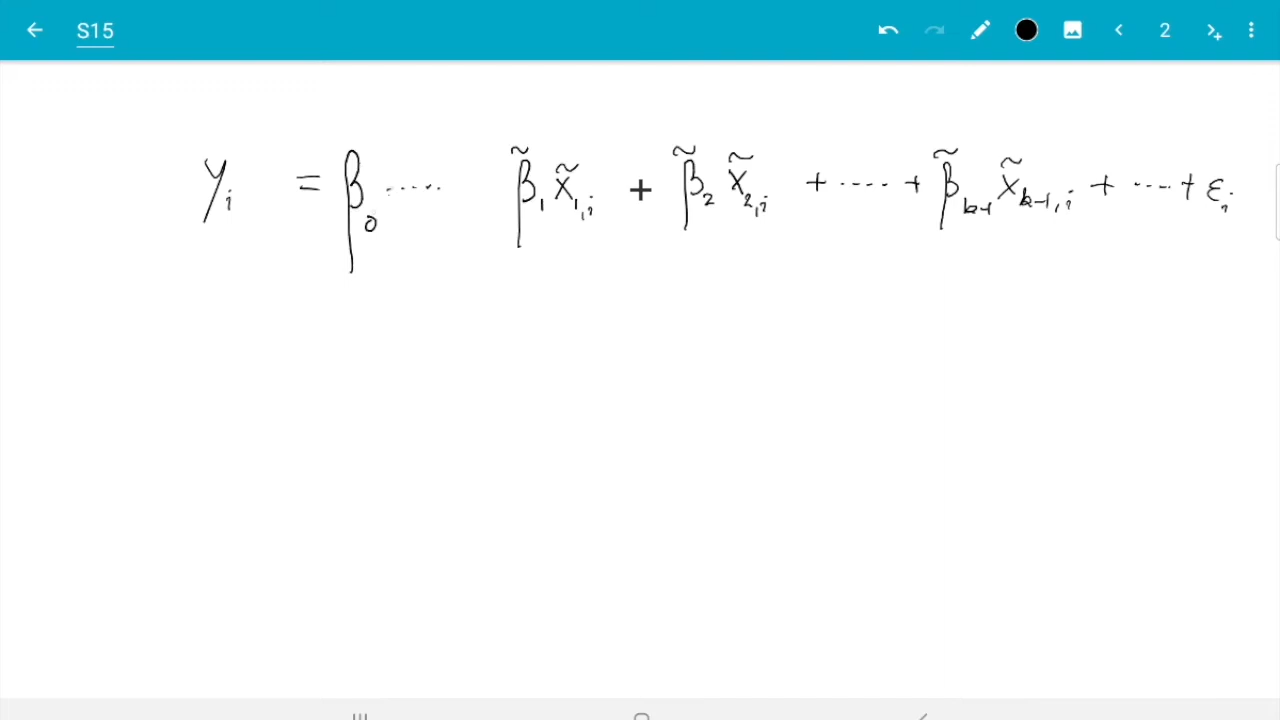 S15 2
yᵢ = β₀ ..... β̃₁ x̃₁,ᵢ + β̃₂ x̃₂,ᵢ + ..... + β̃ₖ₋₁ x̃ₖ₋₁,ᵢ + ....+ εᵢ